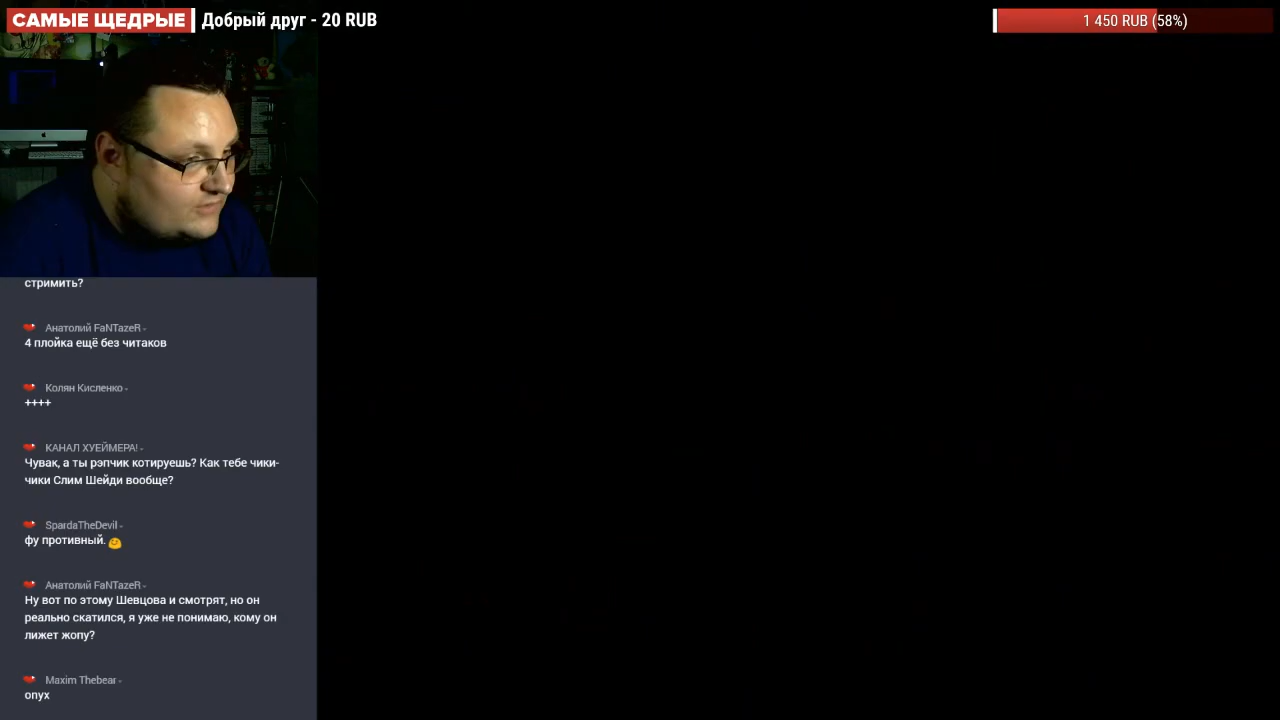 САМЫЕ ЩЕДРЫЕ Добрый друг - 20 RUB
1 450 RUB (58%)
стримить?
Анатолий FaNTazeR -
4 плойка ещё без читаков
Колян Кисленко -
++++
КАНАЛ ХУЕЙМЕРА! -
Чувак, а ты рэпчик котируешь? Как тебе чики-
чики Слим Шейди вообще?
SpardaTheDevil -
фу противный.
Анатолий FaNTazeR -
Ну вот по этому Шевцова и смотрят, но он
реально скатился, я уже не понимаю, кому он
лижет жопу?
Maxim Thebear -
опух